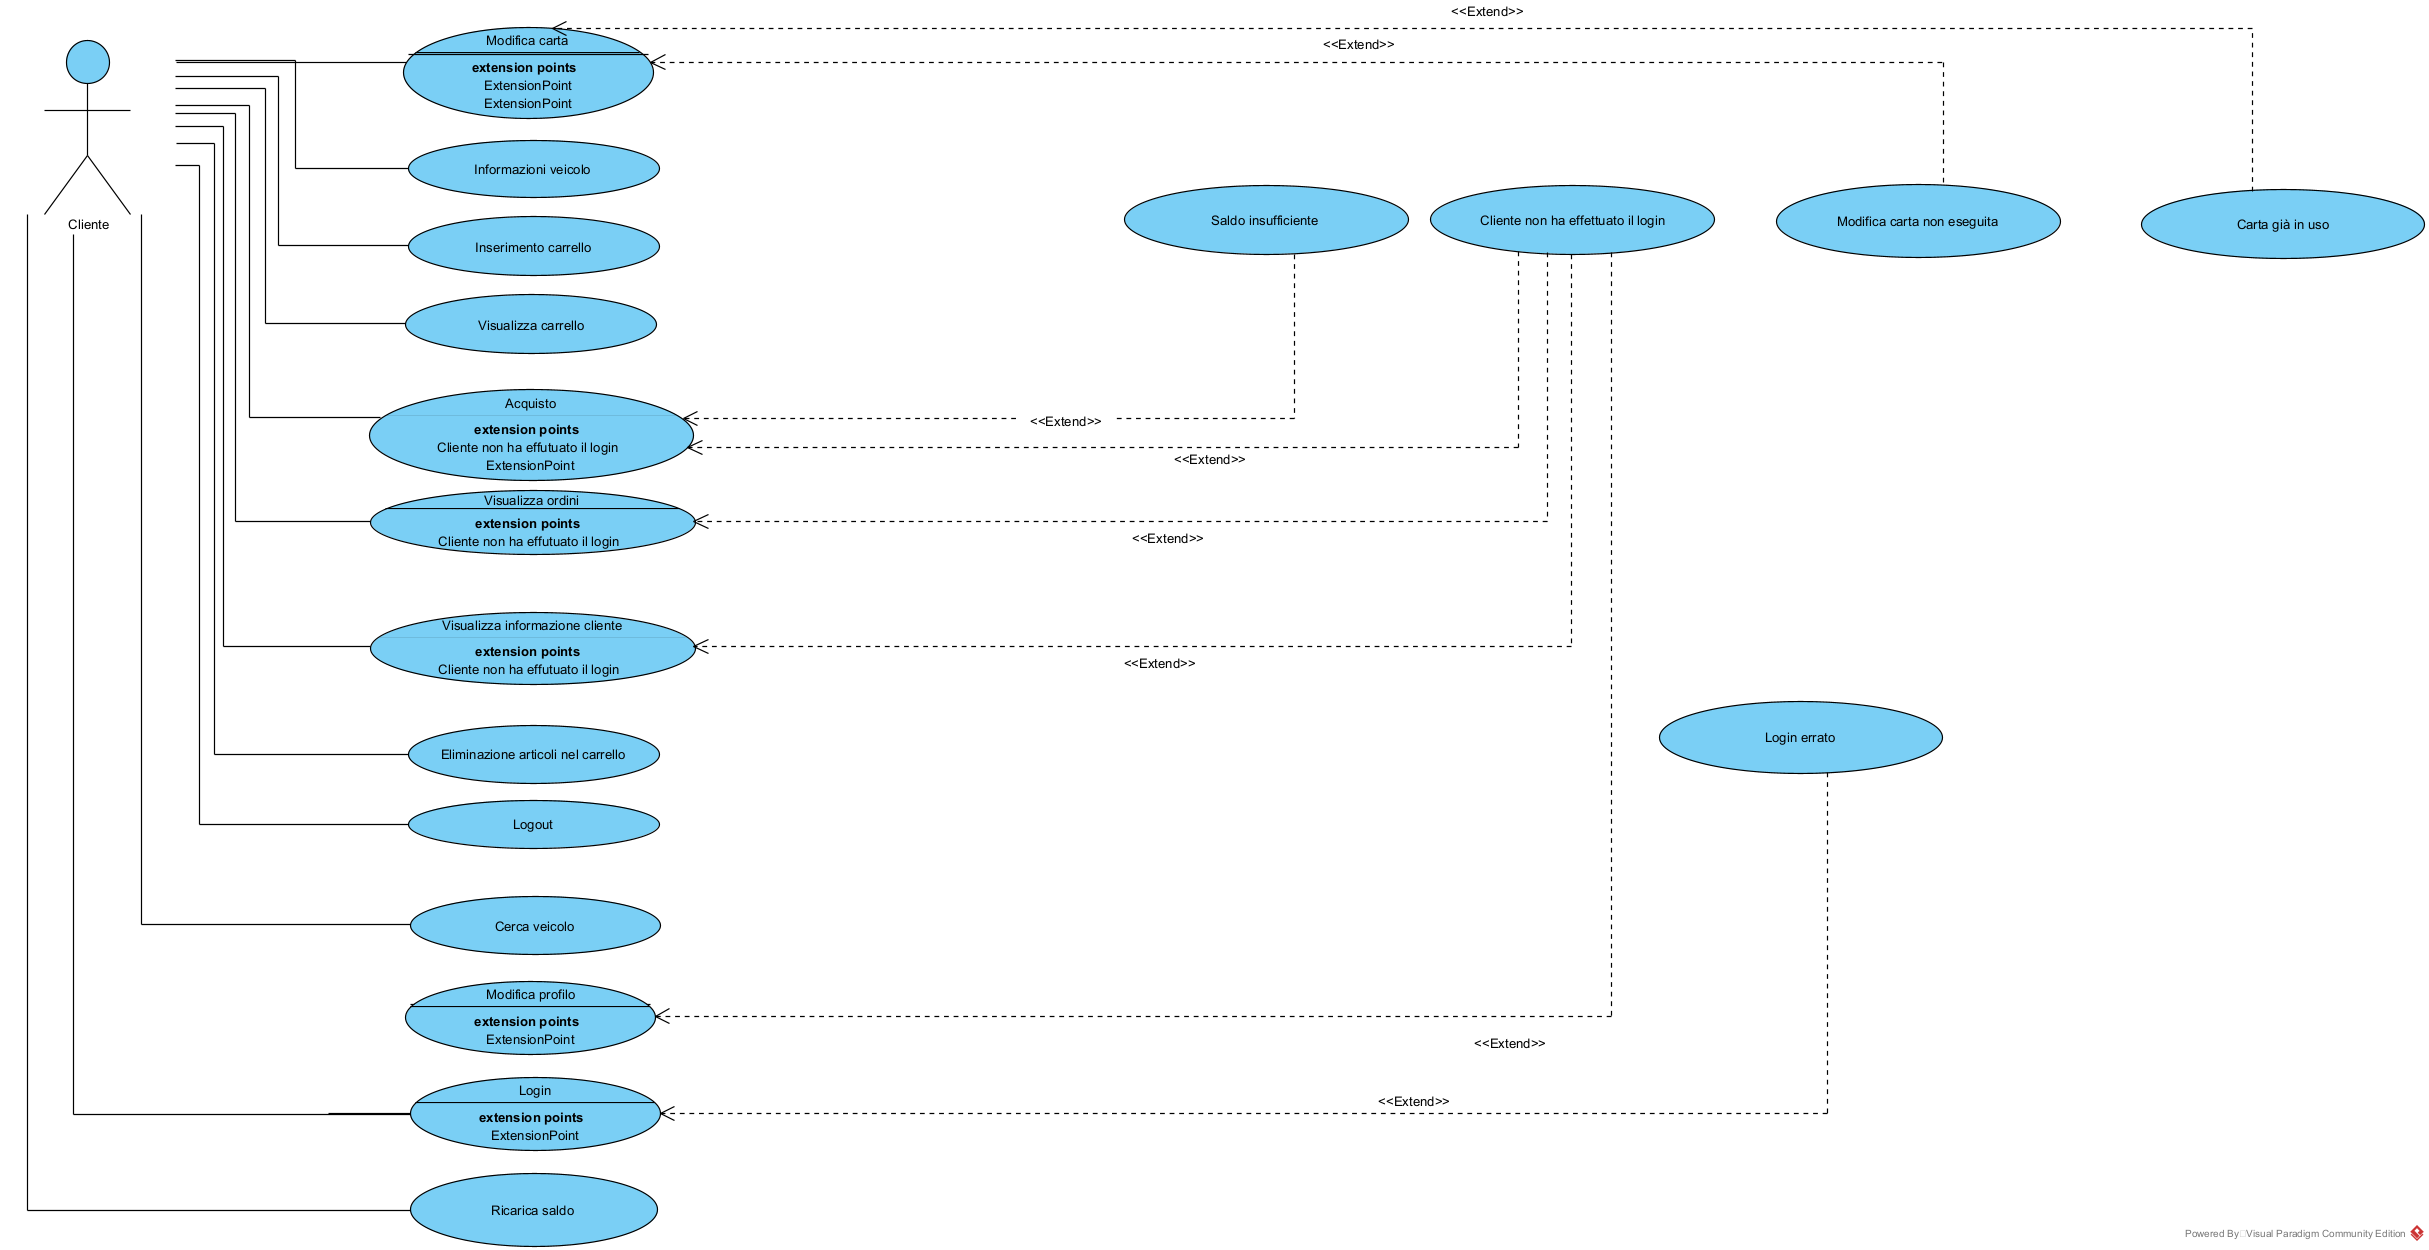 <<Extend>>
Modifica carta
<<Extend>>
extension points
ExtensionPoint
ExtensionPoint
Informazioni veicolo
Cliente
Saldo insufficiente
Cliente non ha effettuato il login
Modifica carta non eseguita
Carta già in uso
Inserimento carrello
Visualizza carrello
Acquisto
<<Extend>>
extension points
Cliente non ha effutuato il login
ExtensionPoint
<<Extend>>
Visualizza ordini
extension points
Cliente non ha effutuato il login
<<Extend>>
Visualizza informazione cliente
extension points
Cliente non ha effutuato il login
<<Extend>>
Login errato
Eliminazione articoli nel carrello
Logout
Cerca veicolo
Modifica profilo
extension points
ExtensionPoint
<<Extend>>
Login
<<Extend>>
extension points
ExtensionPoint
Ricarica saldo
Powered By Visual Paradigm Community Edition